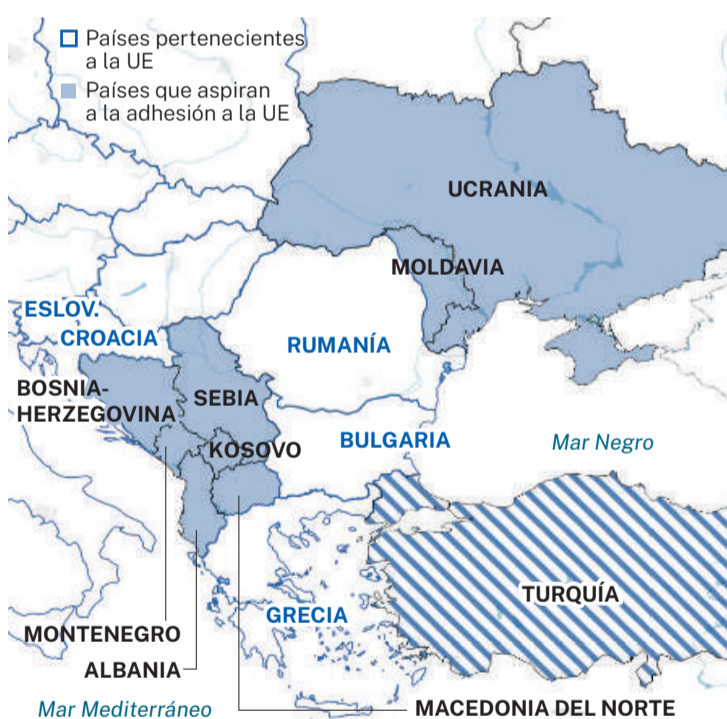 Países pertenecientes
a la UE
Países que aspiran
a la adhesión a la UE
UCRANIA
MOLDAVIA
ESLOV.
CROACIA
RUMANÍA
BOSNIA-
HERZEGOVINA
SEBIA
KOSOVO
BULGARIA
Mar Negro
TURQUÍA
GRECIA
MONTENEGRO
ALBANIA
Mar Mediterráneo
MACEDONIA DEL NORTE